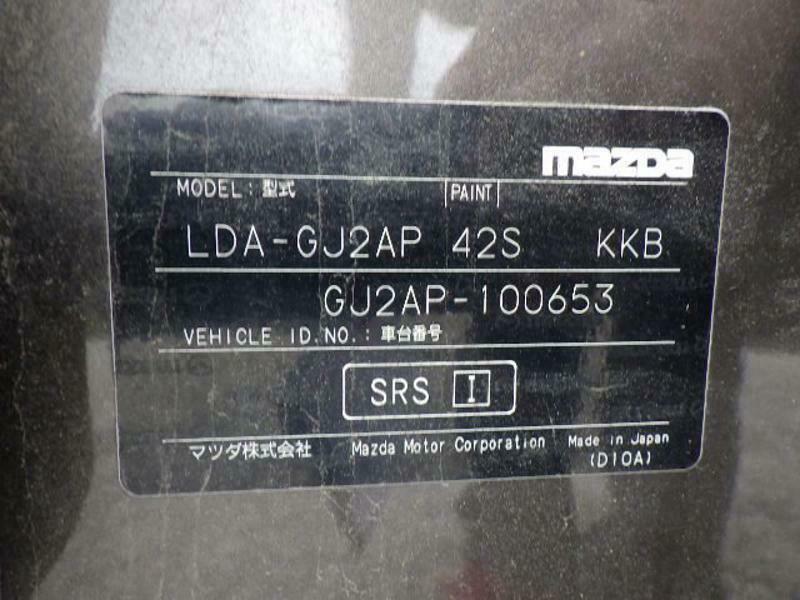 mazda
MODEL: 型式 PAINT
LDA-GJ2AP 42S KKB
GJ2AP-100653
VEHICLE ID.NO.: 車台番号
SRS I
マツダ株式会社 Mazda Motor Corporation Made in Japan
(D10A)